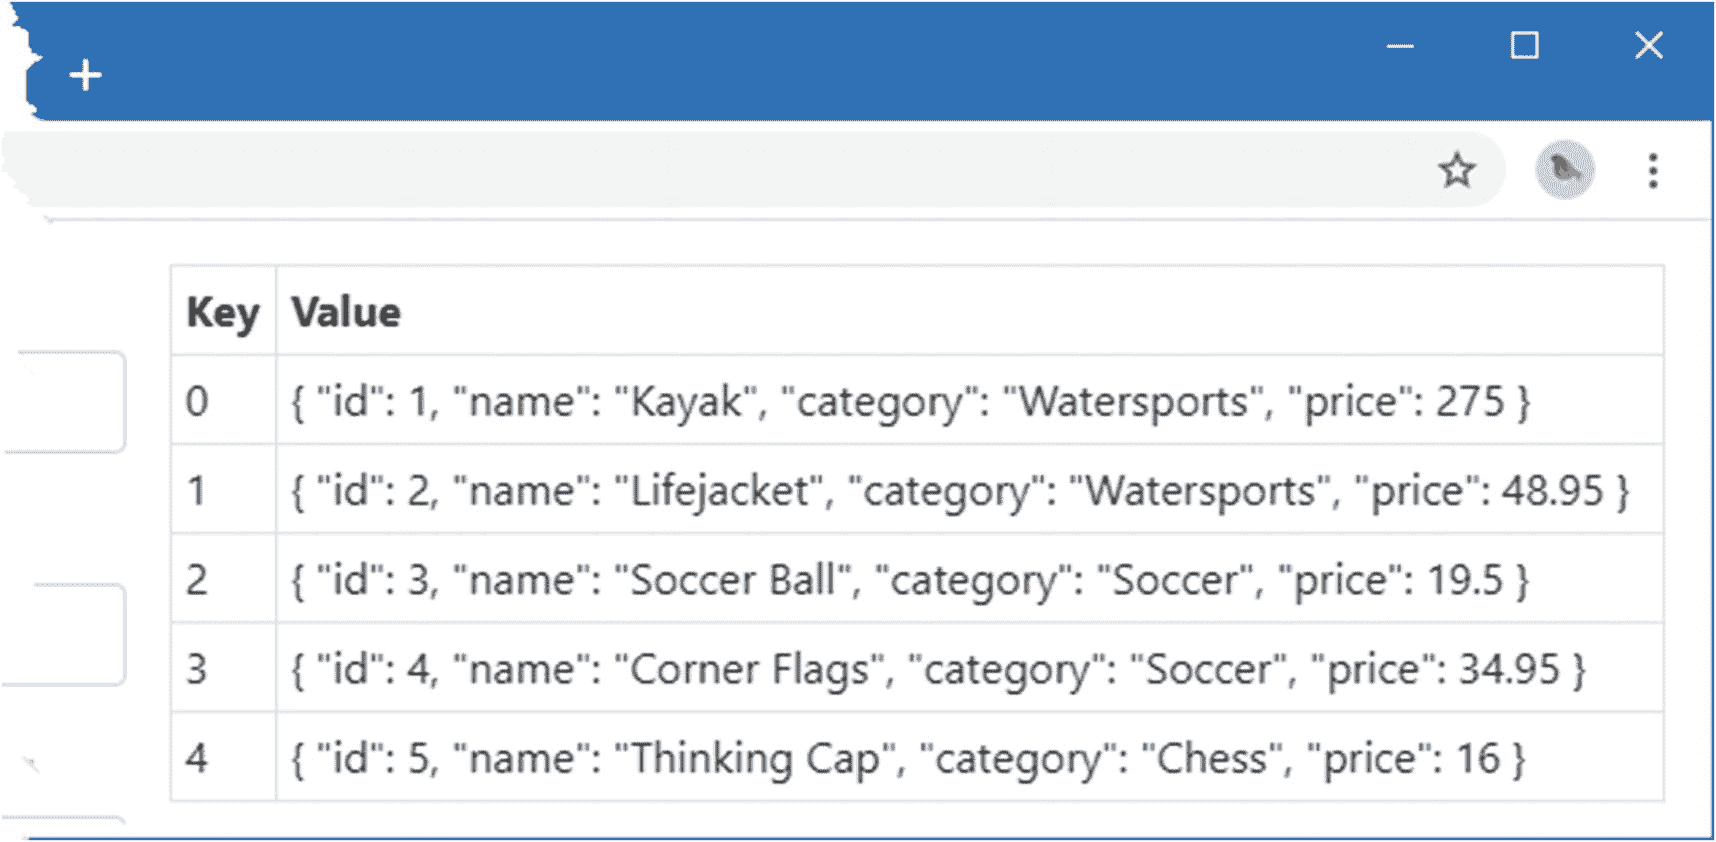 Key Value
0 { "id": 1, "name": "Kayak", "category": "Watersports", "price": 275 }
1 { "id": 2, "name": "Lifejacket", "category": "Watersports", "price": 48.95 }
2 { "id": 3, "name": "Soccer Ball", "category": "Soccer", "price": 19.5 }
3 { "id": 4, "name": "Corner Flags", "category": "Soccer", "price": 34.95 }
4 { "id": 5, "name": "Thinking Cap", "category": "Chess", "price": 16 }